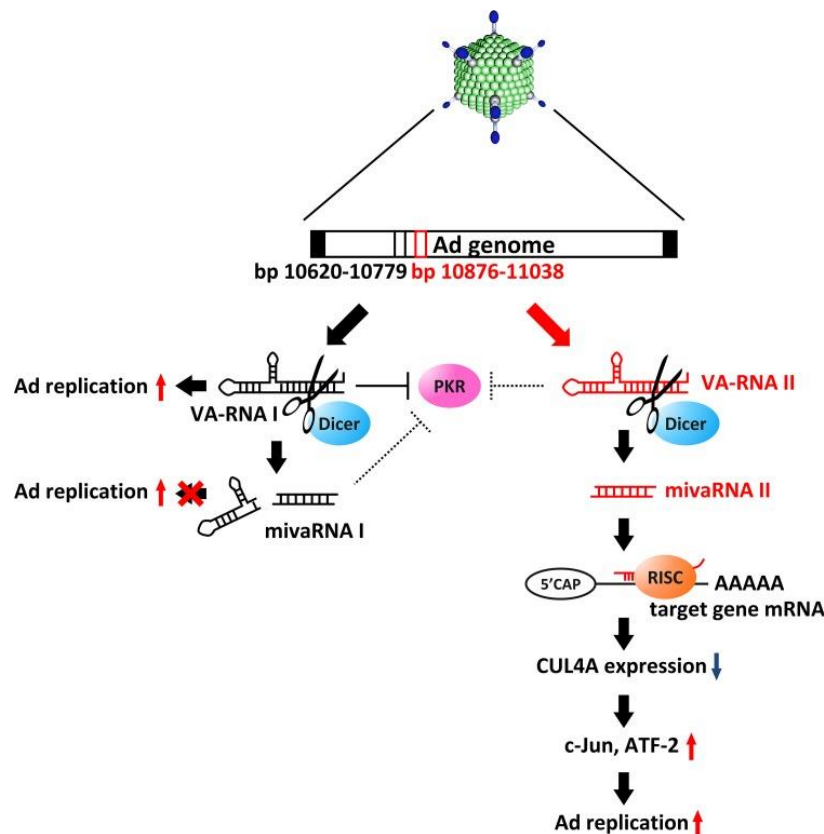 Ad genome
bp 10620-10779 bp 10876-11038
Ad replication
VA-RNA I
Dicer
PKR
VA-RNA II
Dicer
Ad replication
mivaRNA I
mivaRNA II
5'CAP
RISC
AAAAA
target gene mRNA
CUL4A expression
c-Jun, ATF-2
Ad replication